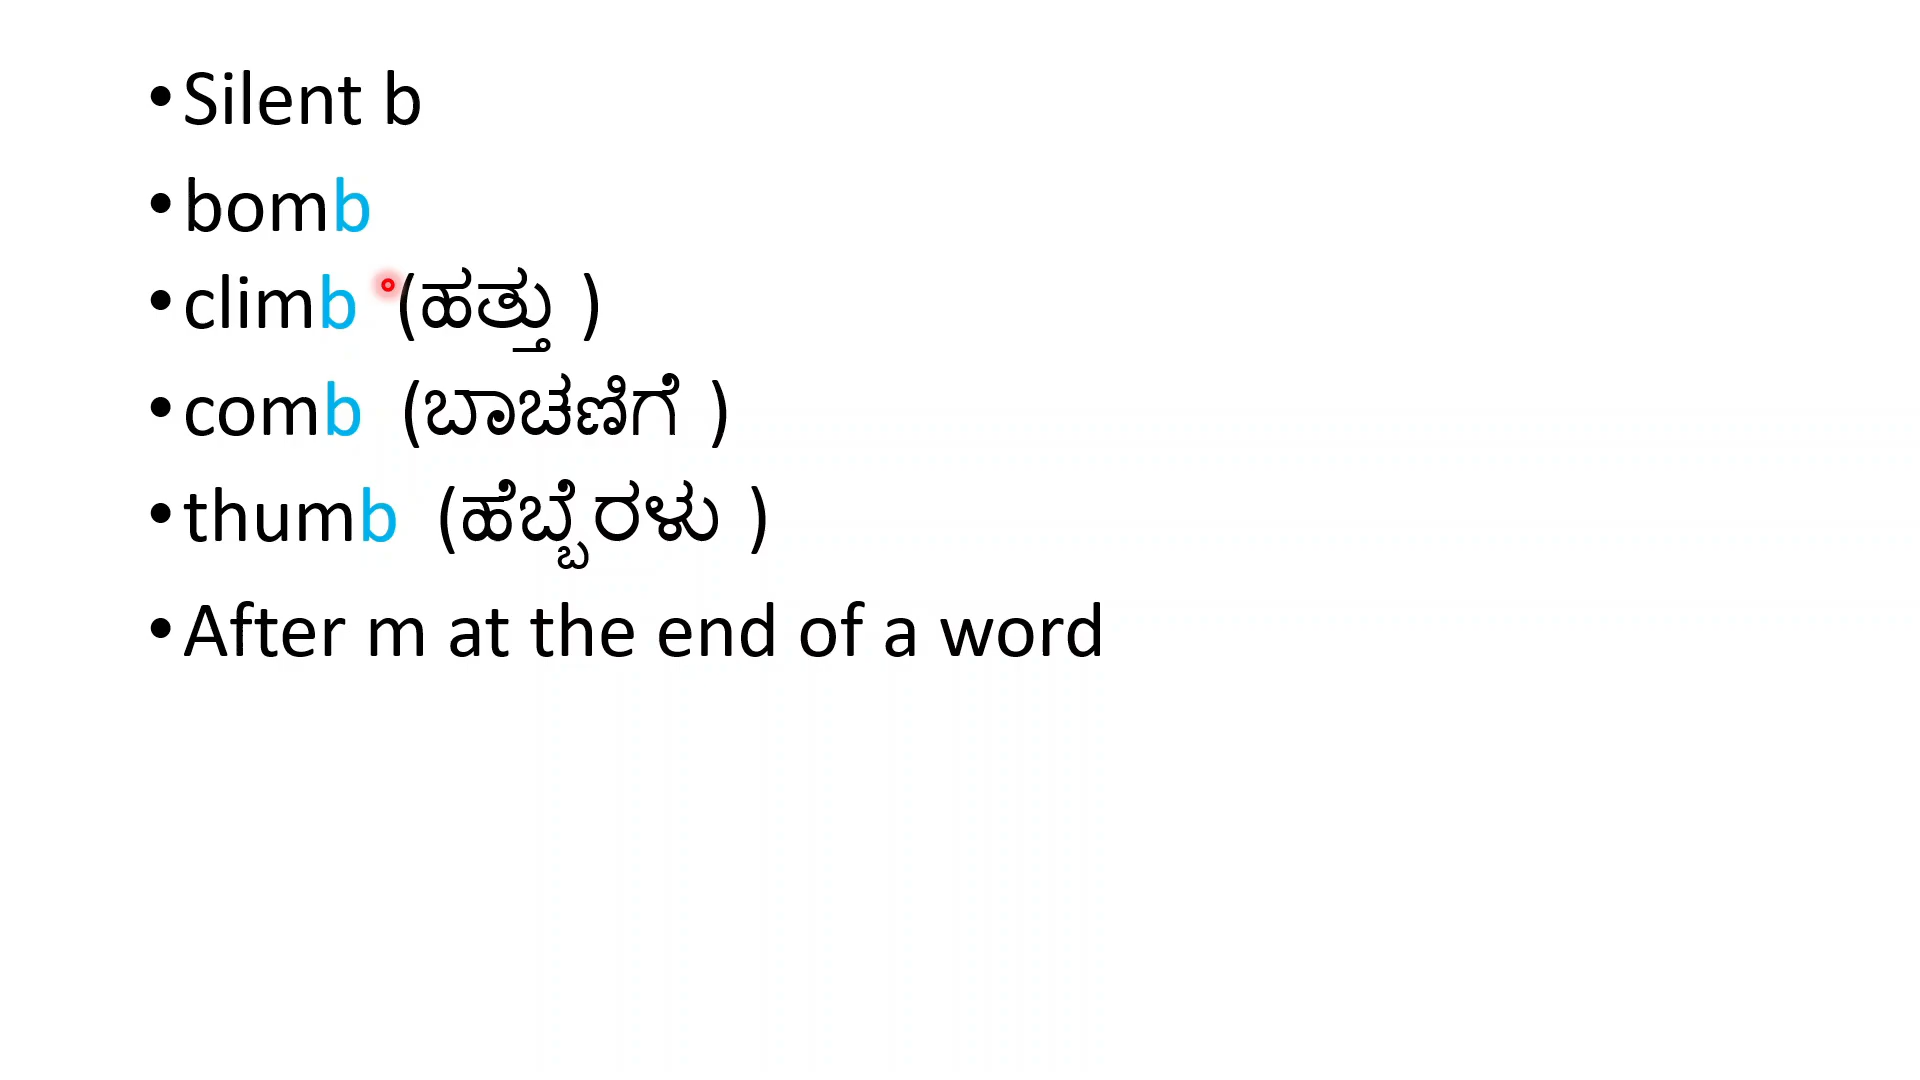 • Silent b
• bomb
• climb (ಹತ್ತು )
• comb (ಬಾಚಣಿಗೆ )
• thumb (ಹೆಬ್ಬೆರಳು )
• After m at the end of a word